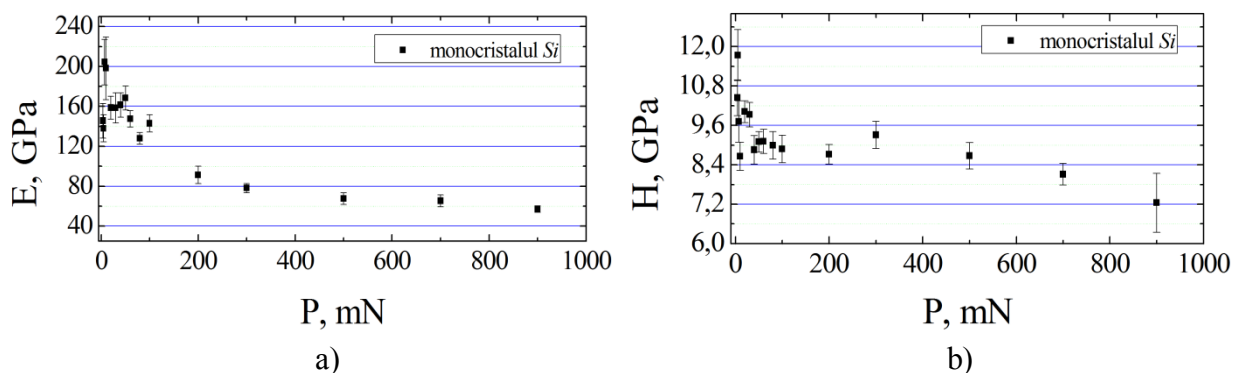 240
200
160
120
80
40
E, GPa
monocristalul Si
0 200 400 600 800 1000
P, mN
a)
12,0
10,8
9,6
8,4
7,2
6,0
H, GPa
monocristalul Si
0 200 400 600 800 1000
P, mN
b)